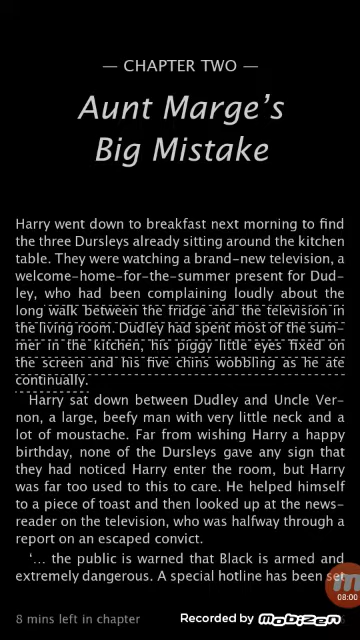 — CHAPTER TWO —
Aunt Marge's
Big Mistake
Harry went down to breakfast next morning to find
the three Dursleys already sitting around the kitchen
table. They were watching a brand-new television, a
welcome-home-for-the-summer present for Dud-
ley, who had been complaining loudly about the
long walk between the fridge and the television in
the living room. Dudley had spent most of the sum-
mer in the kitchen, his piggy little eyes fixed on
the screen and his five chins wobbling as he ate
continually.
Harry sat down between Dudley and Uncle Ver-
non, a large, beefy man with very little neck and a
lot of moustache. Far from wishing Harry a happy
birthday, none of the Dursleys gave any sign that
they had noticed Harry enter the room, but Harry
was far too used to this to care. He helped himself
to a piece of toast and then looked up at the news-
reader on the television, who was halfway through a
report on an escaped convict.
'… the public is warned that Black is armed and
extremely dangerous. A special hotline has been set
08:00
8 mins left in chapter
Recorded by MOBIZEN